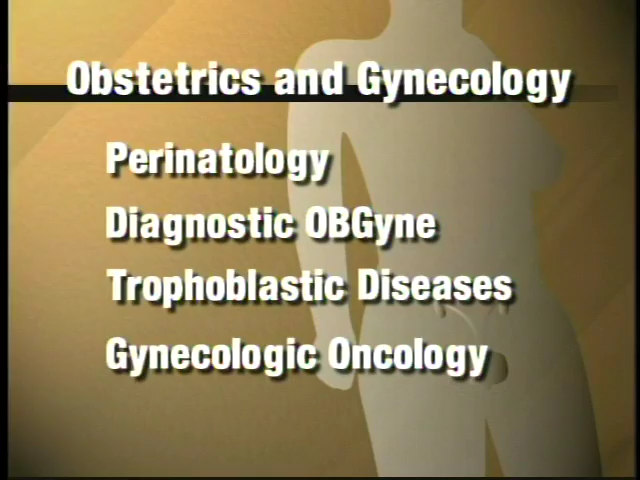 Obstetrics and Gynecology
Perinatology
Diagnostic OBGyne
Trophoblastic Diseases
Gynecologic Oncology